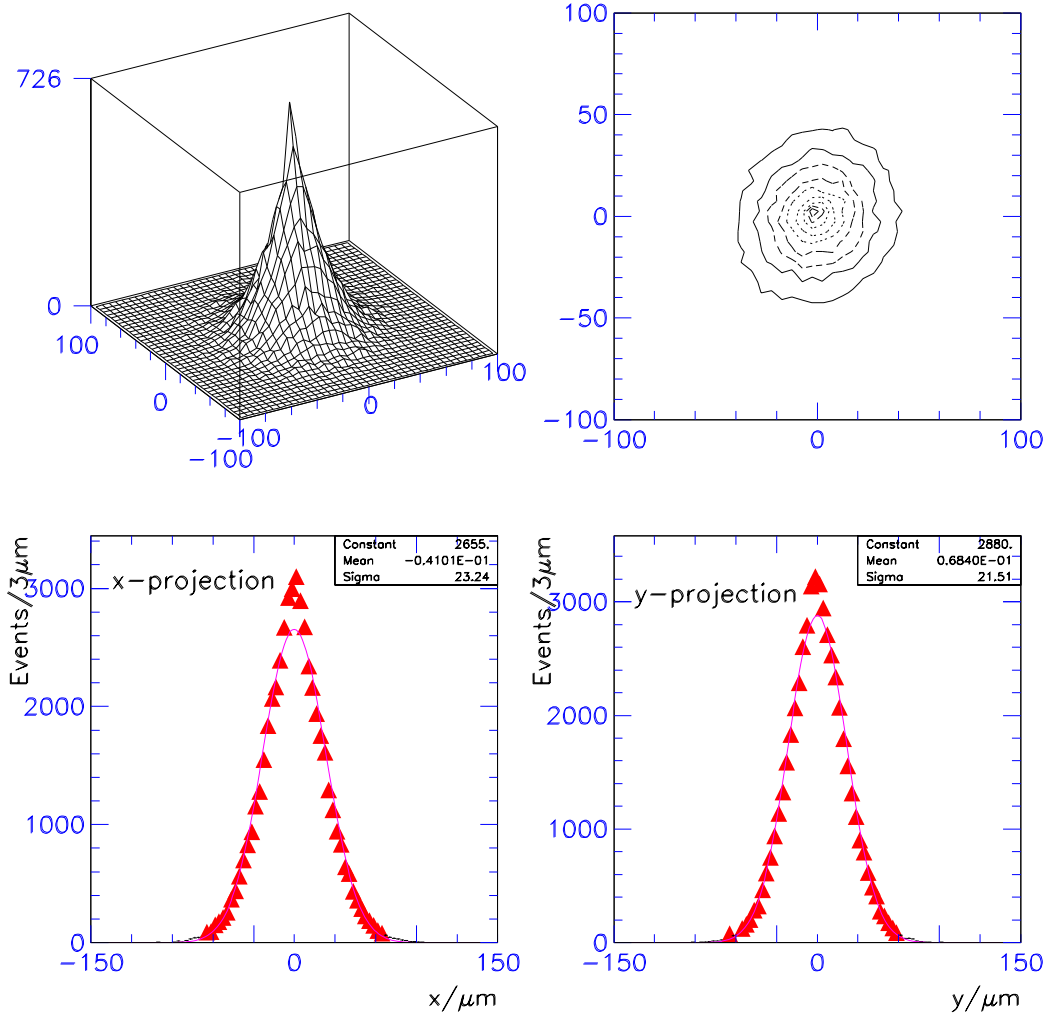 726
0
100
0
−100
−100
0
100
100
50
0
−50
−100
−100
0
100
Events/3μm
x−projection
Constant 2655.
Mean −0.4101E−01
Sigma 23.24
3000
2000
1000
0
−150
0
150
x/μm
Events/3μm
y−projection
Constant 2880.
Mean 0.6840E−01
Sigma 21.51
3000
2000
1000
0
−150
0
150
y/μm